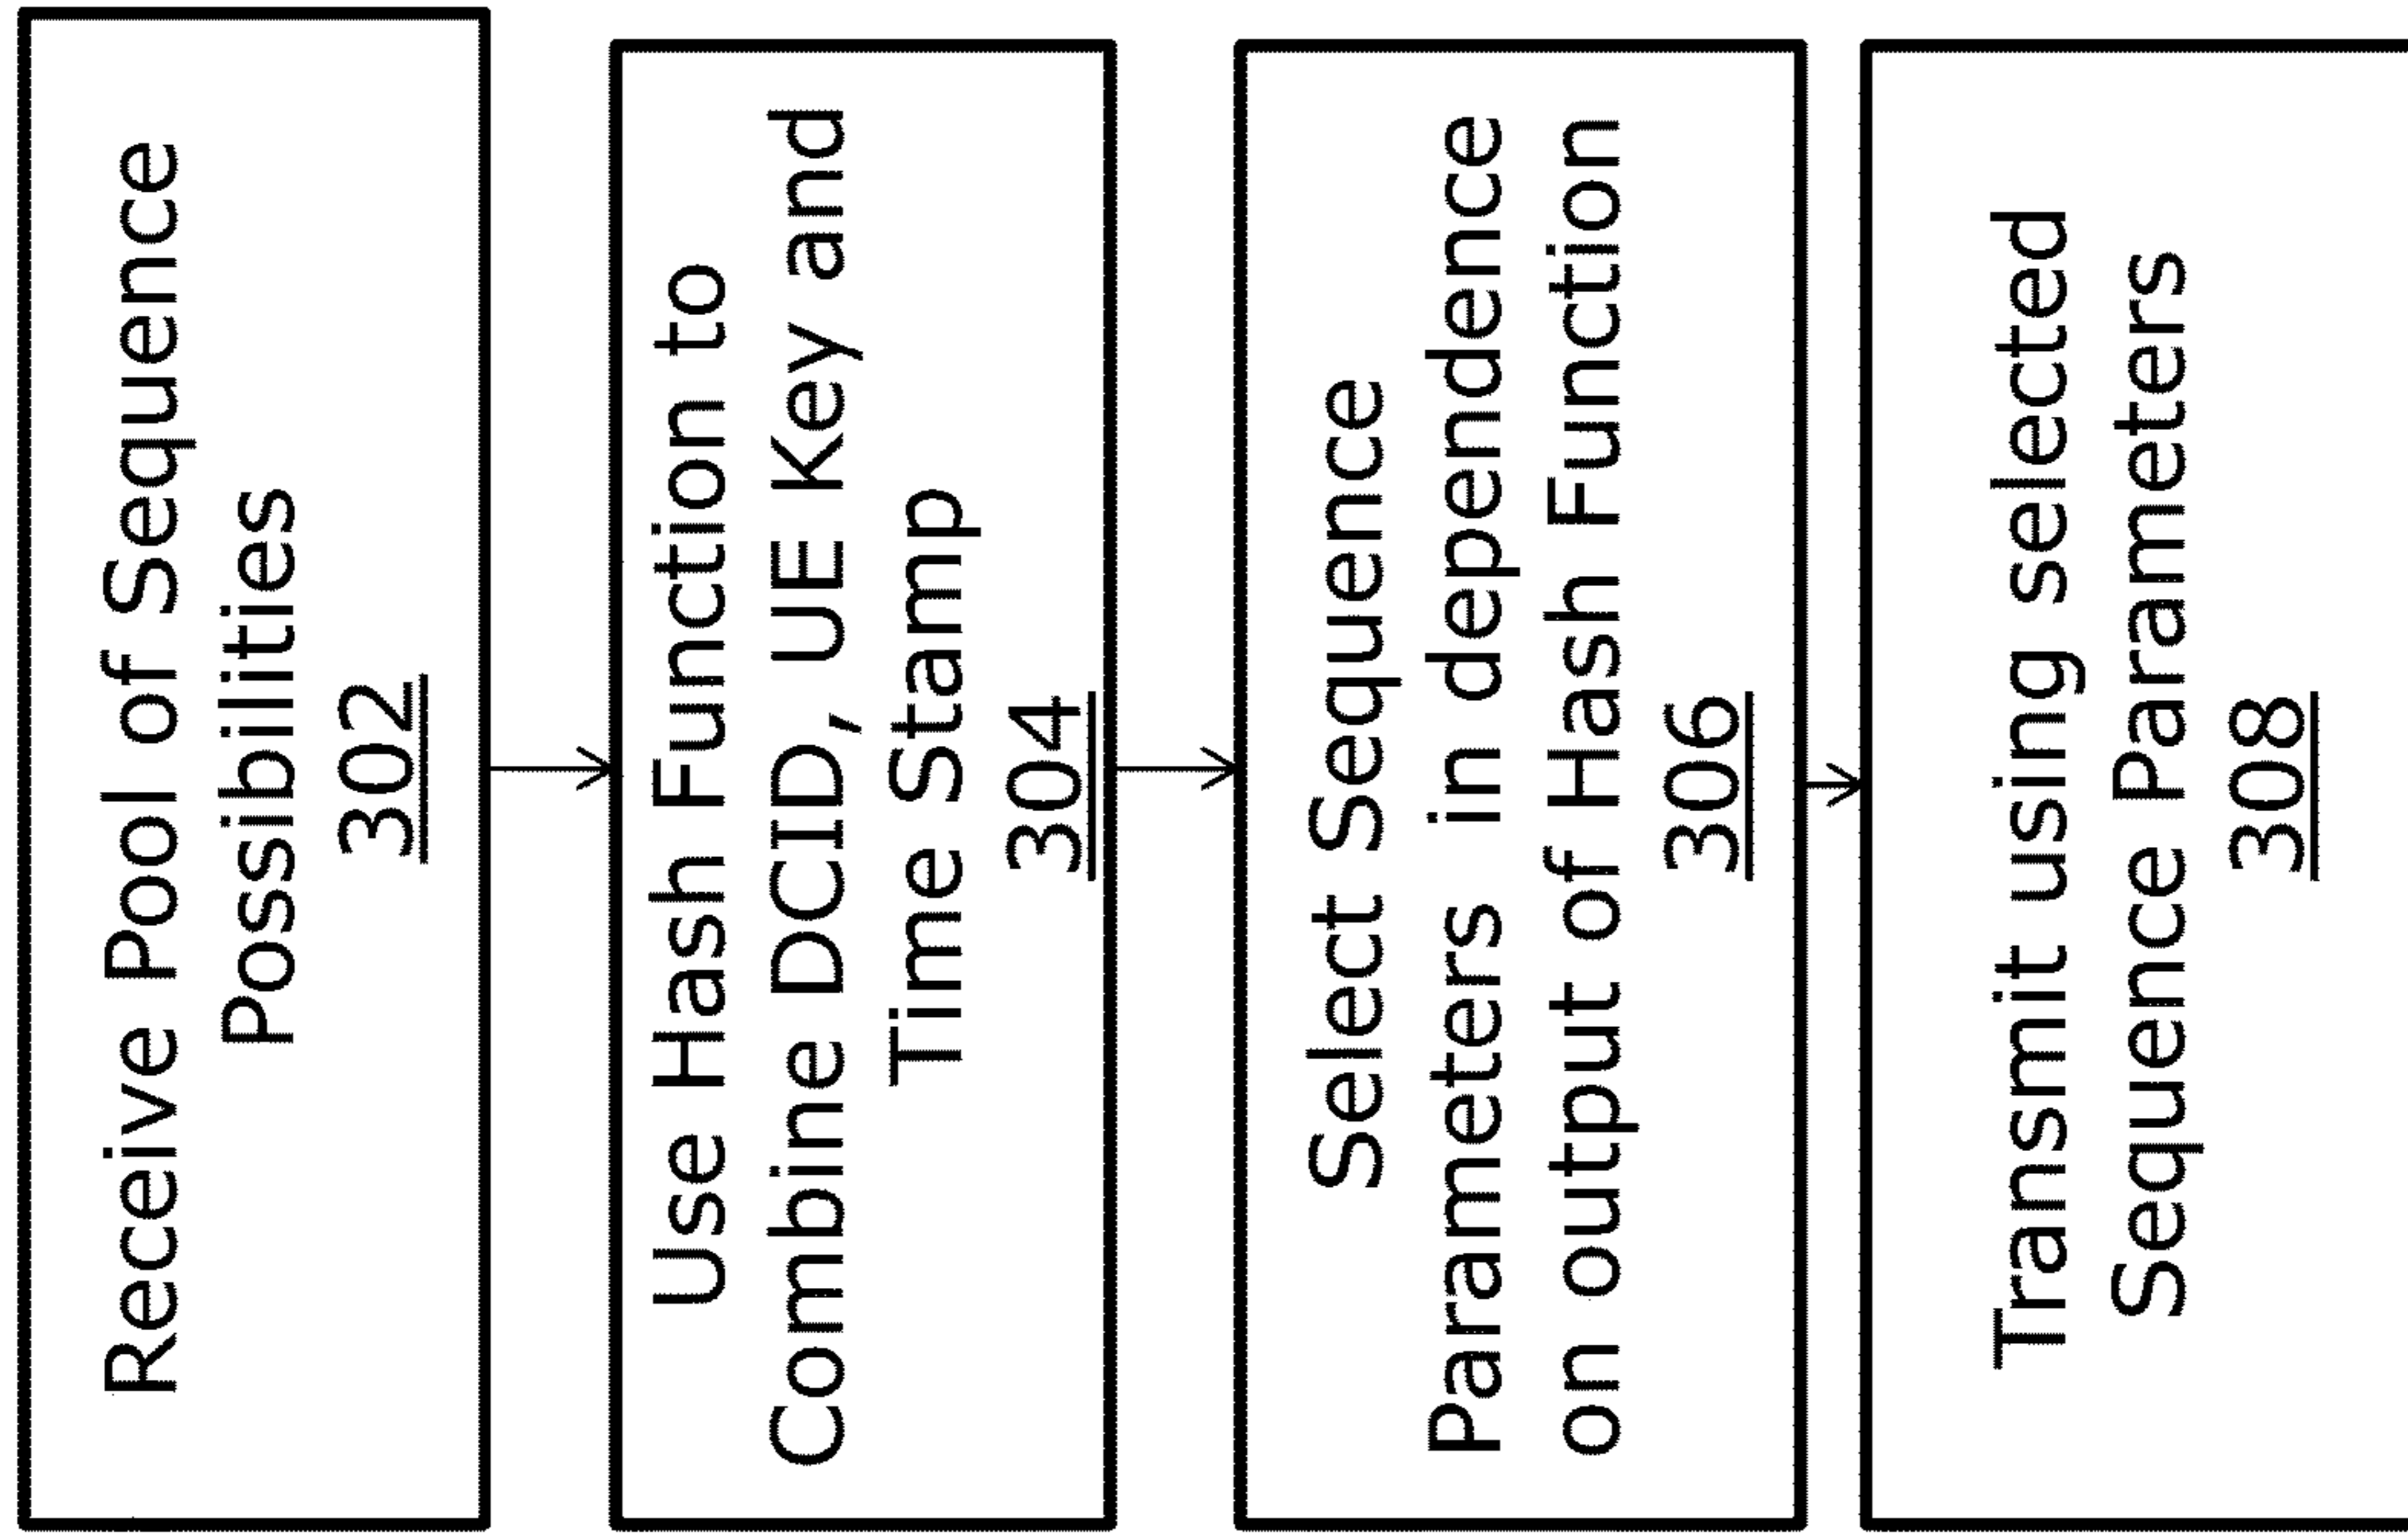 Receive Pool of Sequence
Possibilities
302
Use Hash Function to
Combine DCID, UE Key and
Time Stamp
304
Select Sequence
Parameters in dependence
on output of Hash Function
306
Transmit using selected
Sequence Parameters
308